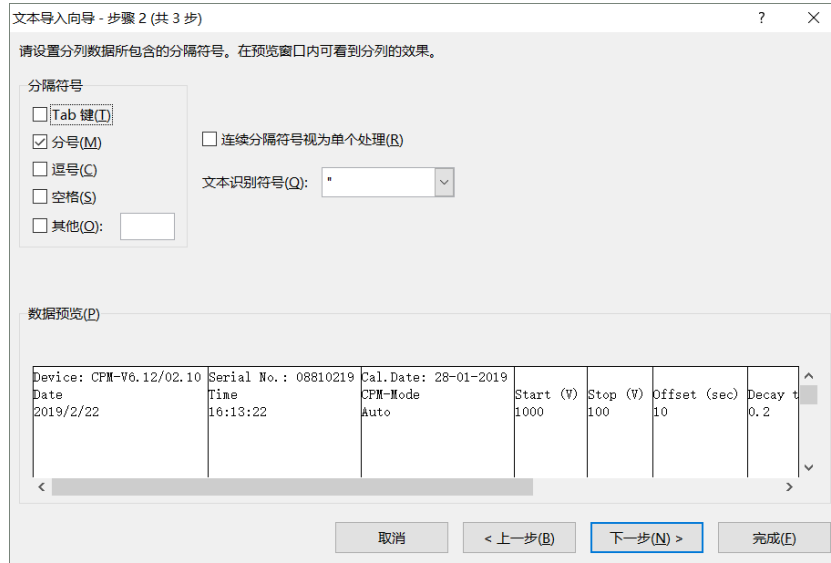 文本导入向导 - 步骤 2 (共 3 步)
请设置分列数据所包含的分隔符号。在预览窗口内可看到分列的效果。
分隔符号
Tab 键(T)
分号(M)
逗号(C)
空格(S)
其他(O):
连续分隔符号视为单个处理(R)
文本识别符号(Q): "
数据预览(P)
Device: CPM-V6.12/02.10 Serial No.: 08810219 Cal.Date: 28-01-2019
Date Time CPM-Mode Start (V) Stop (V) Offset (sec) Decay t
2019/2/22 16:13:22 Auto 1000 100 10 0.2
取消 < 上一步(B) 下一步(N) > 完成(F)